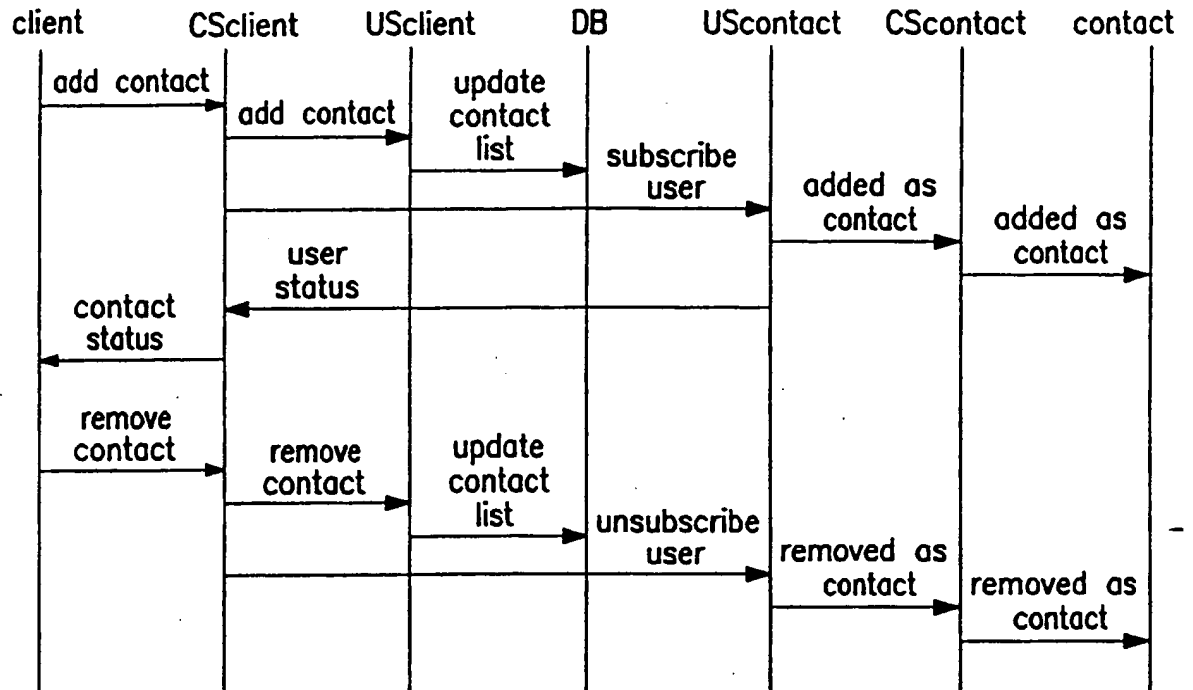 client CSclient USclient DB UScontact CScontact contact
add contact
add contact
update
contact
list
subscribe
user
added as
contact
added as
contact
user
status
contact
status
remove
contact
remove
contact
update
contact
list
unsubscribe
user
removed as
contact
removed as
contact